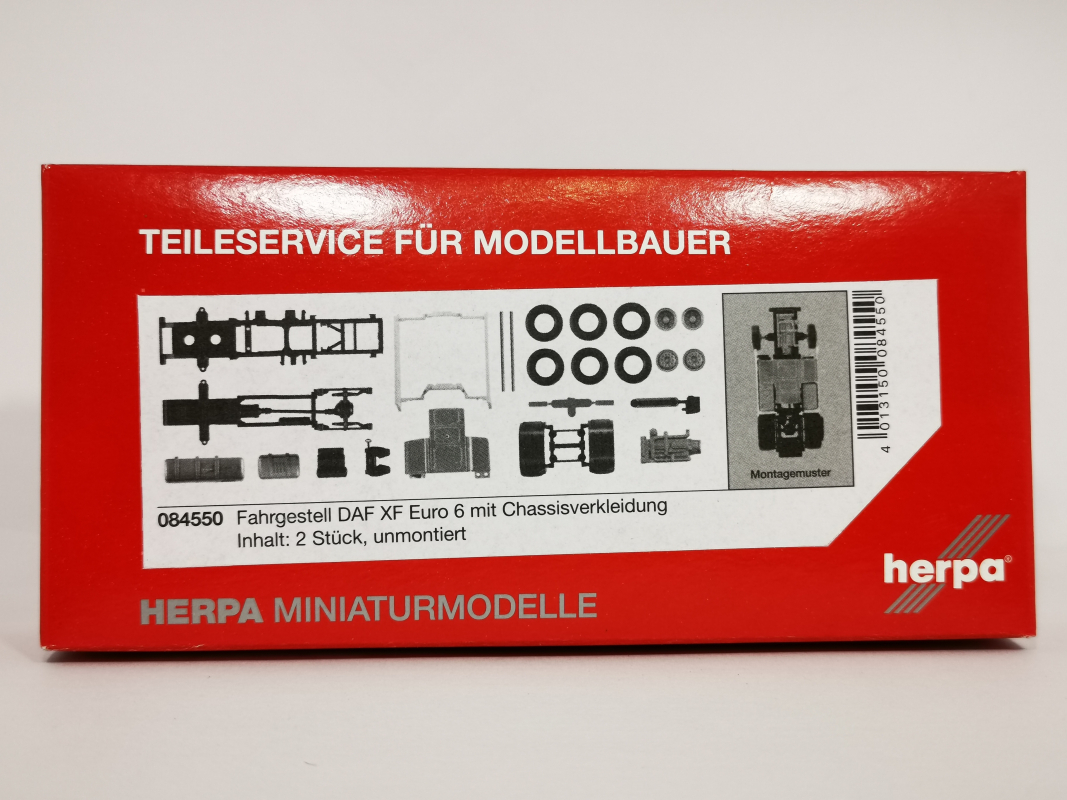 TEILESERVICE FÜR MODELLBAUER
Montagemuster
4 013150 084550
084550 Fahrgestell DAF XF Euro 6 mit Chassisverkleidung
Inhalt: 2 Stück, unmontiert
herpa®
HERPA MINIATURMODELLE